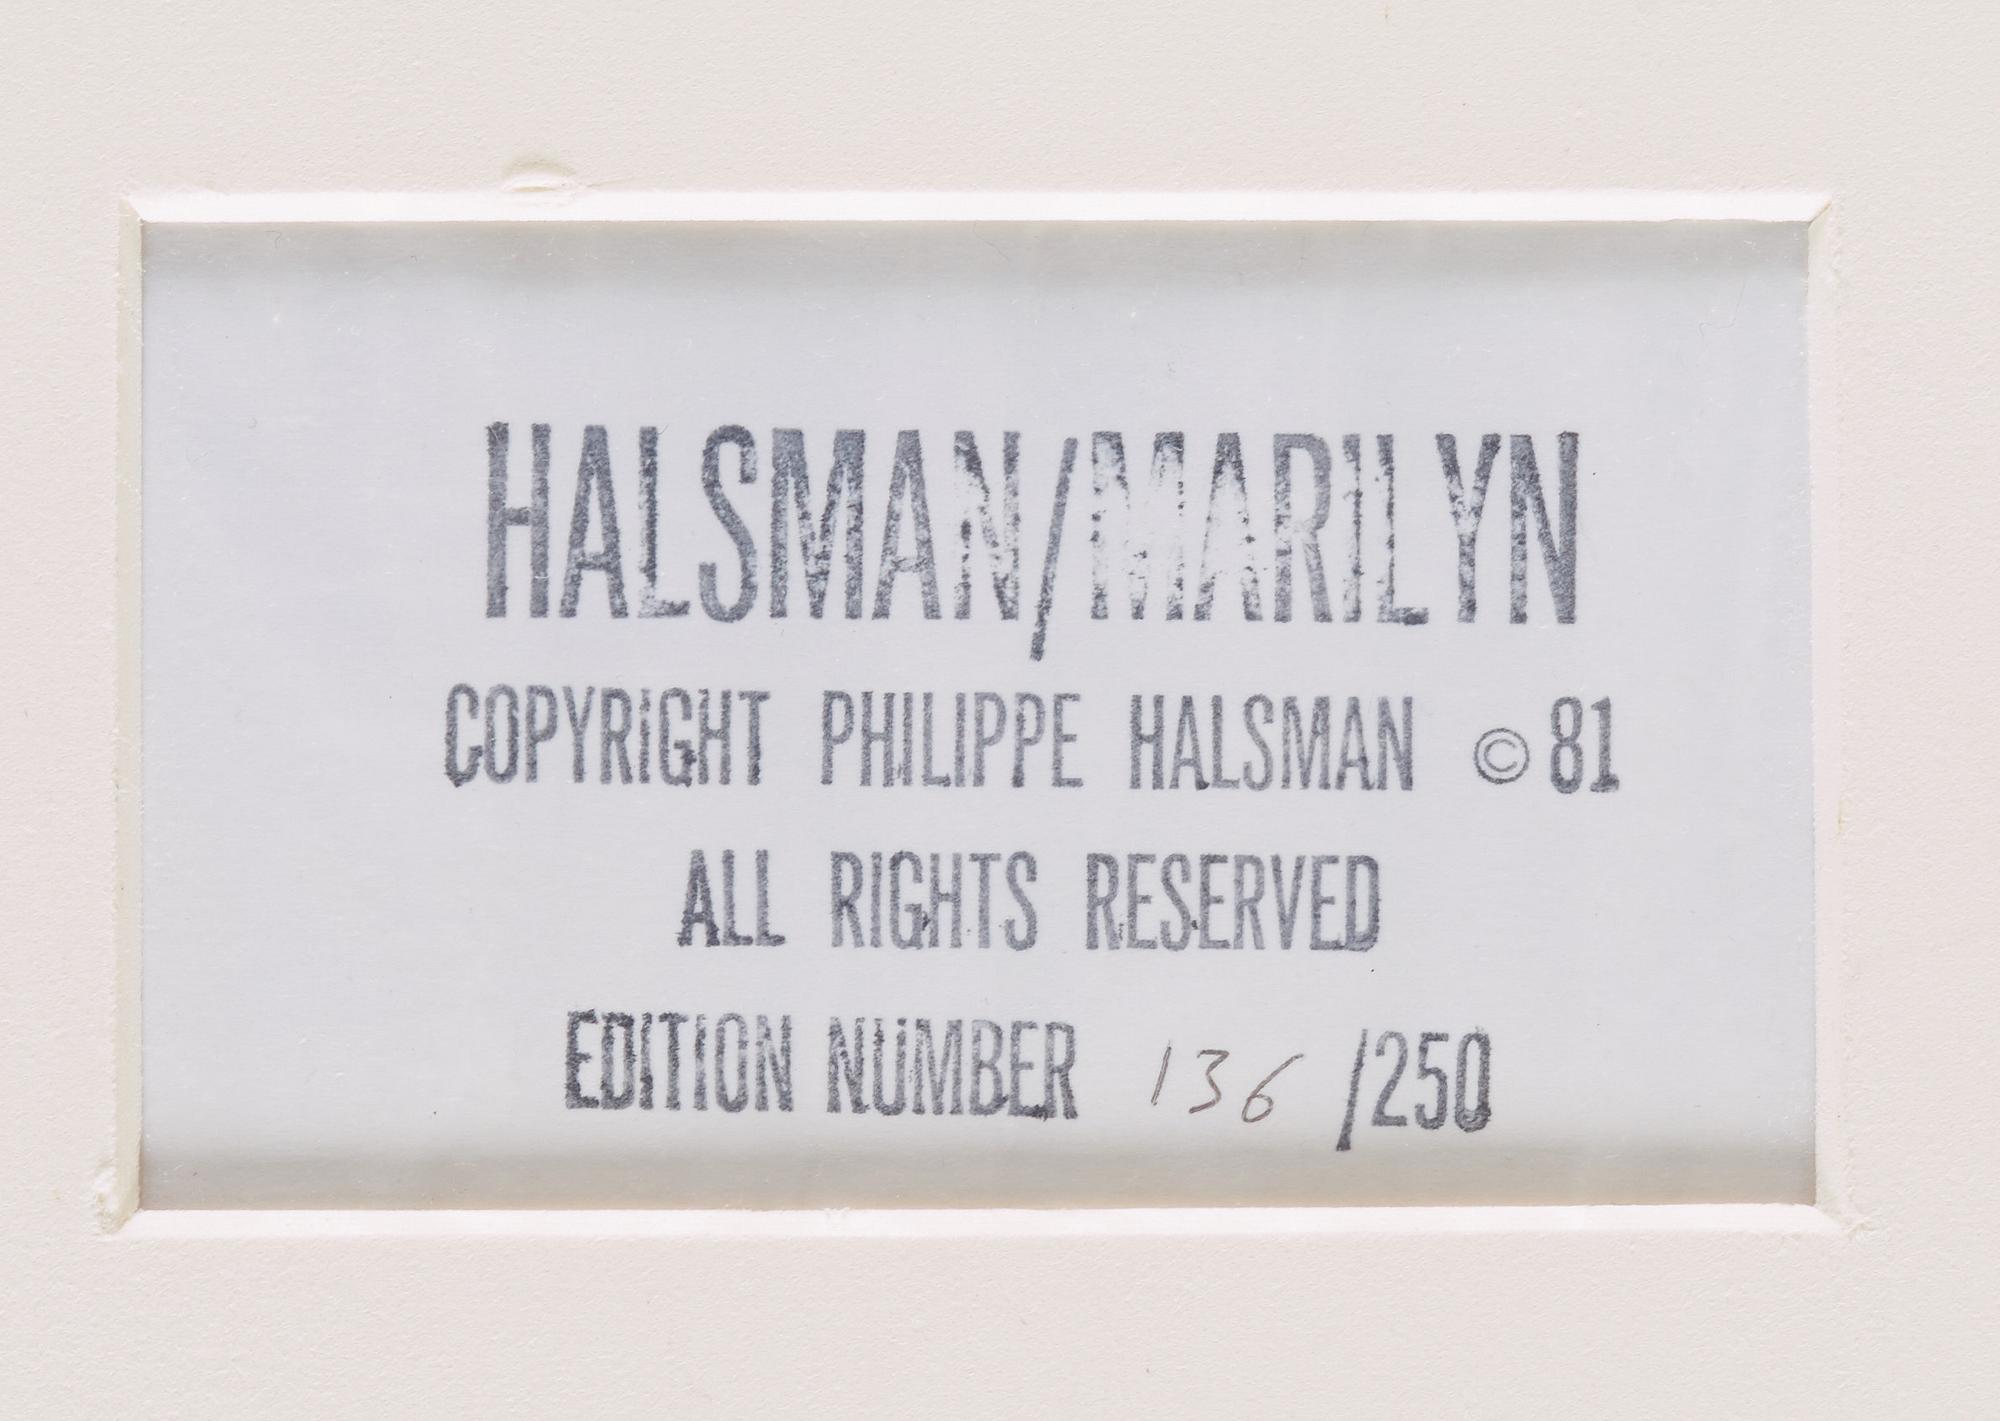 HALSMAN/MARILYN
COPYRIGHT PHILIPPE HALSMAN © 81
ALL RIGHTS RESERVED
EDITION NUMBER 136 /250